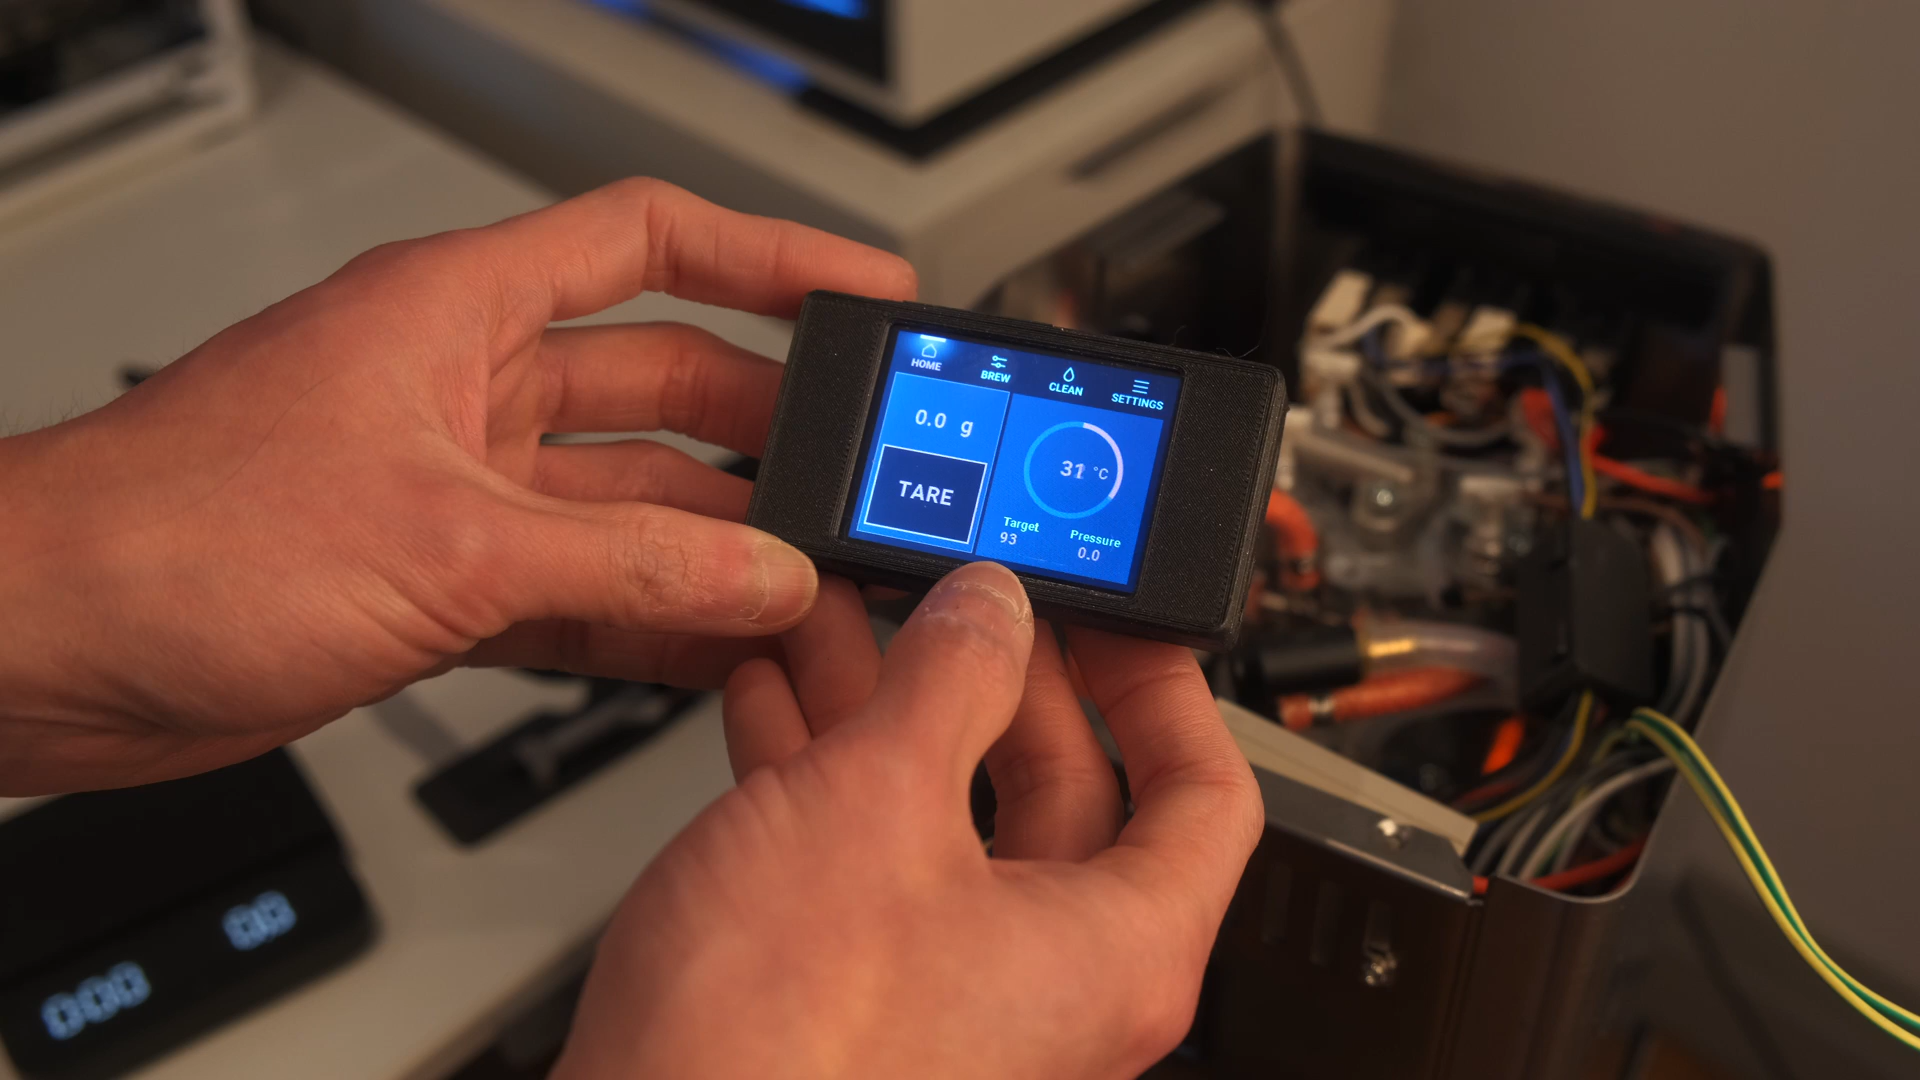 HOME BREW CLEAN SETTINGS
0.0 g
TARE
31 °C
Target
93
Pressure
0.0